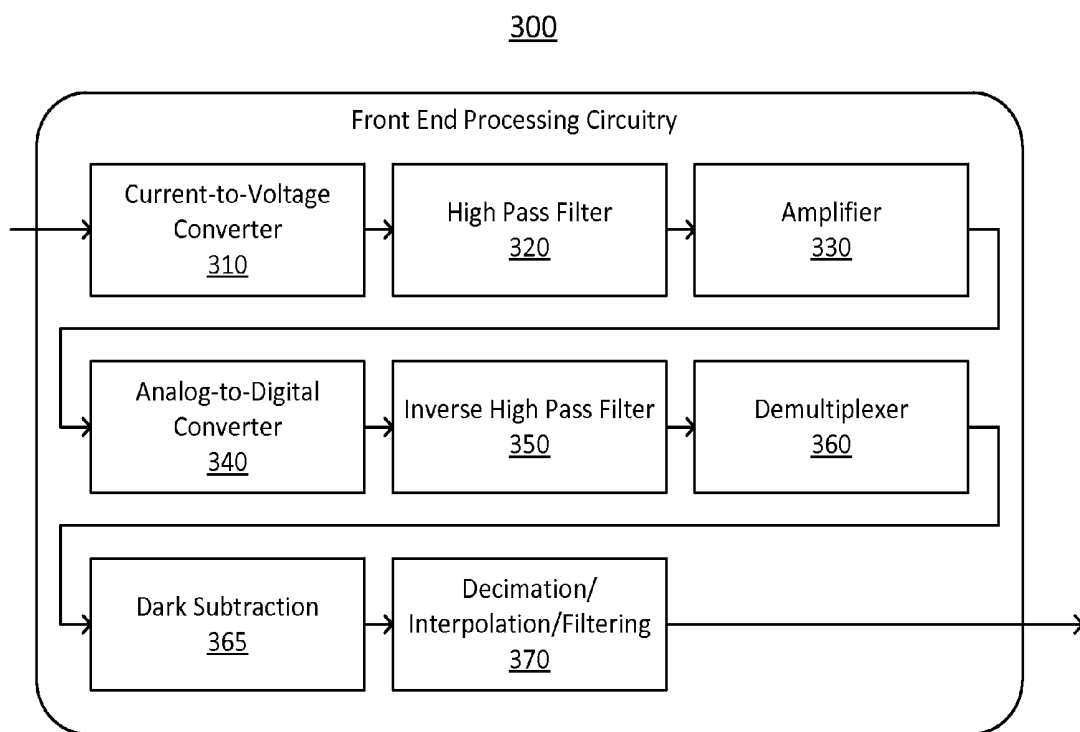 300
Front End Processing Circuitry
Current-to-Voltage
Converter
310
High Pass Filter
320
Amplifier
330
Analog-to-Digital
Converter
340
Inverse High Pass Filter
350
Demultiplexer
360
Dark Subtraction
365
Decimation/
Interpolation/Filtering
370